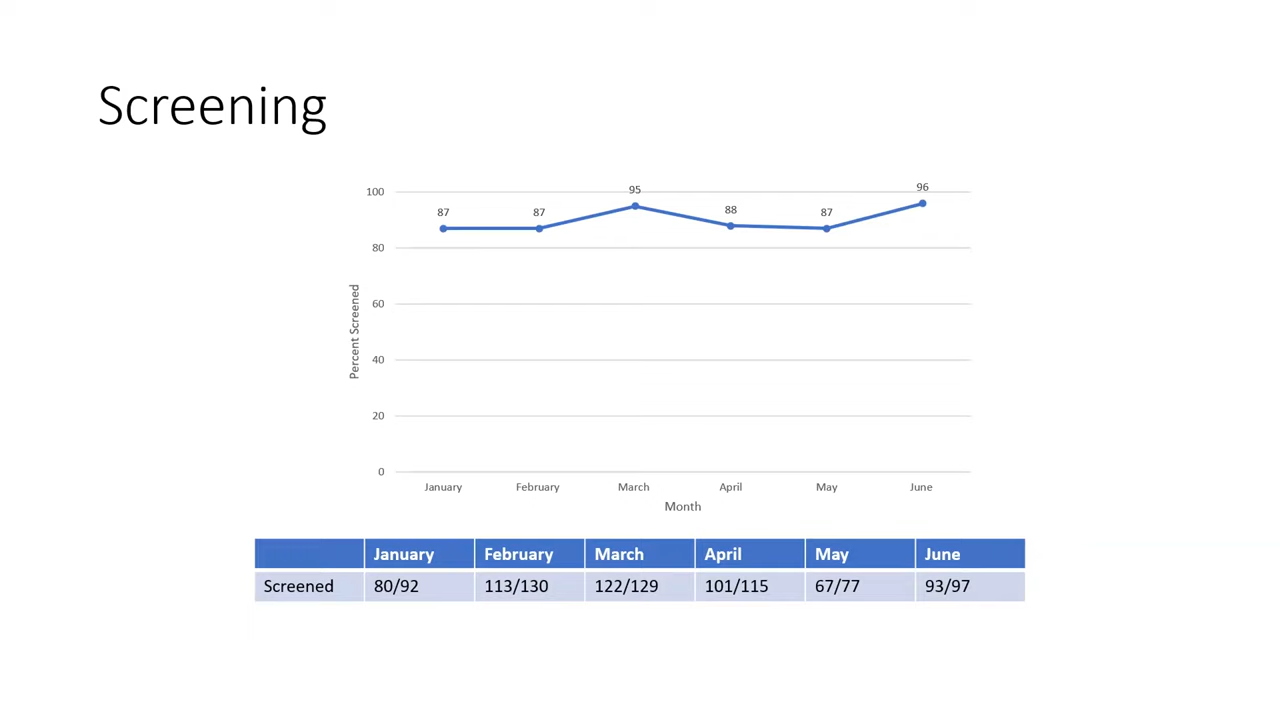 Screening
95
96
100
87
87
88
87
80
60
40
20
0
Percent Screened
January February March April May June
Month
January February March April May June
Screened 80/92 113/130 122/129 101/115 67/77 93/97